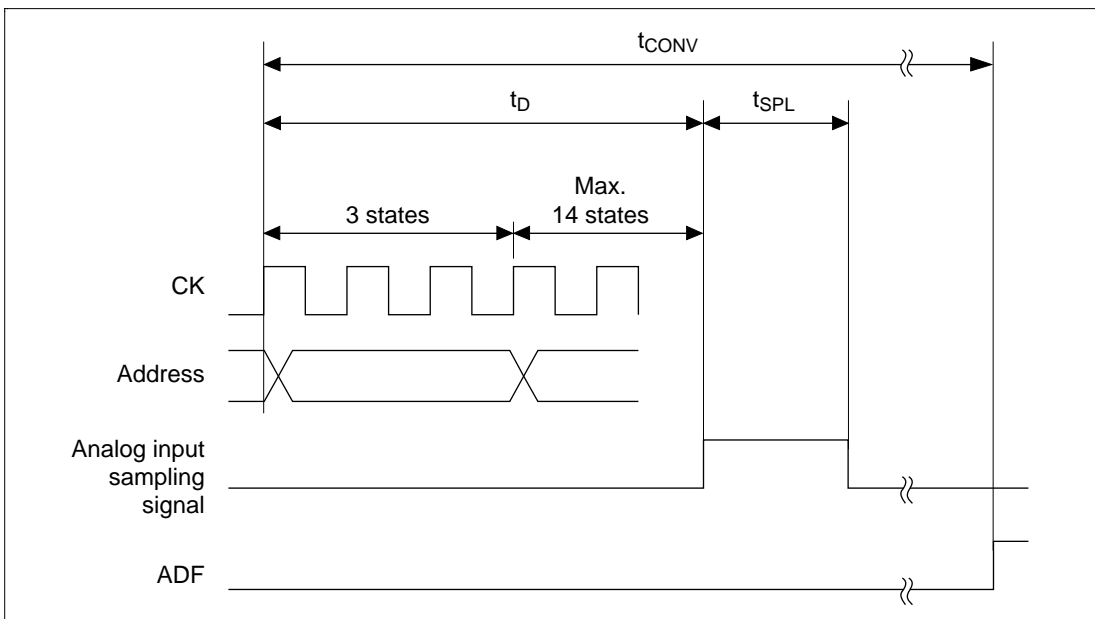 tCONV
tD
tSPL
Max.
3 states
14 states
CK
Address
Analog input
sampling
signal
ADF